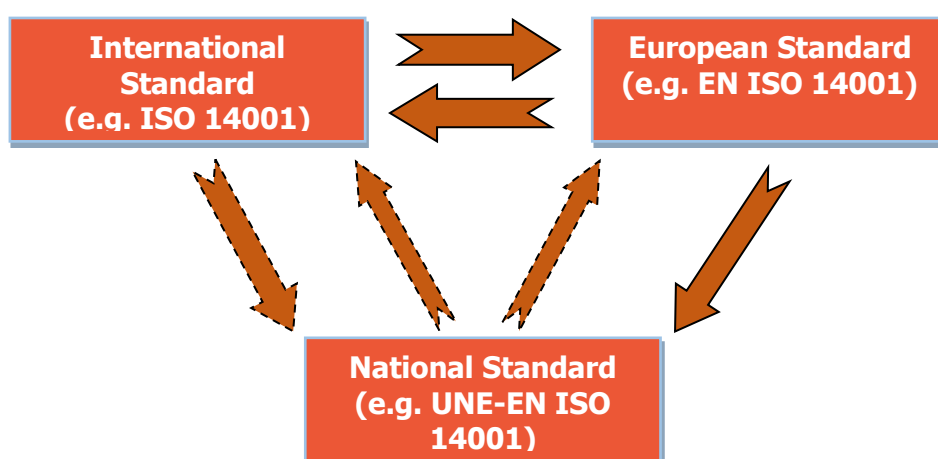 International
Standard
(e.g. ISO 14001)
European Standard
(e.g. EN ISO 14001)
National Standard
(e.g. UNE-EN ISO
14001)